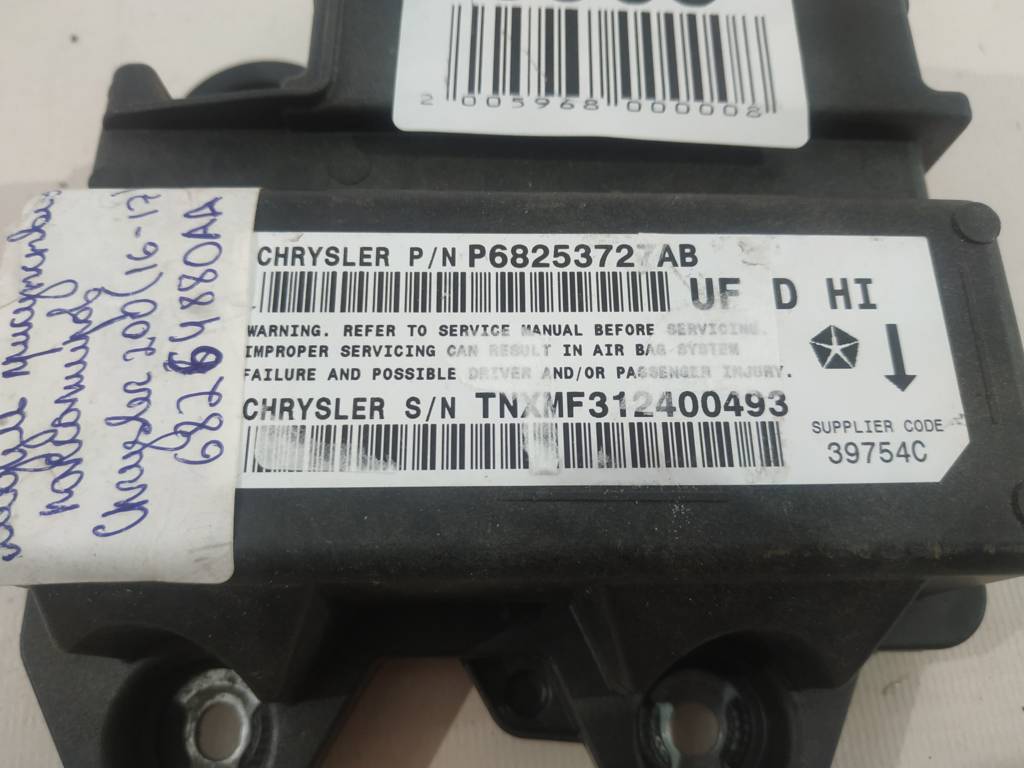 2 005968 000008
CHRYSLER P/N P68253727AB
UF D HI
WARNING. REFER TO SERVICE MANUAL BEFORE SERVICING.
IMPROPER SERVICING CAN RESULT IN AIR BAG SYSTEM
FAILURE AND POSSIBLE DRIVER AND/OR PASSENGER INJURY.
CHRYSLER S/N TNXMF312400493
SUPPLIER CODE
39754C
Chrysler 200 (16-17)
68264880AA